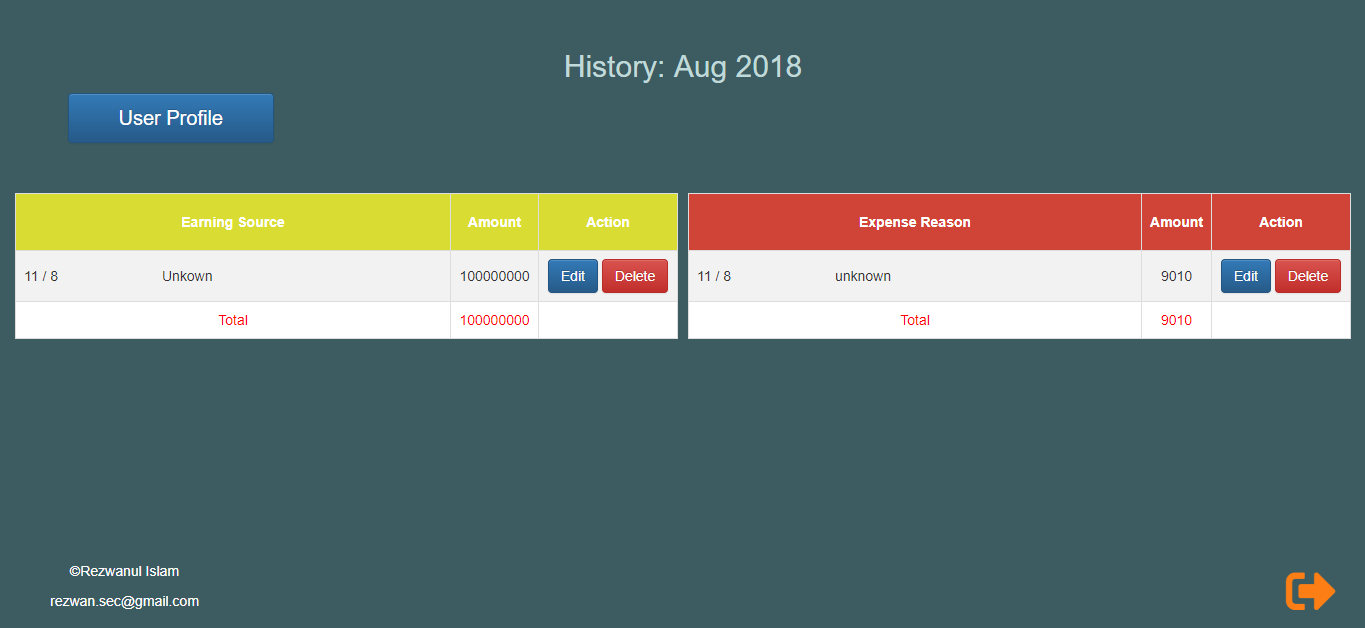 History: Aug 2018
User Profile
Earning Source Amount Action
11 / 8 Unkown 100000000 Edit Delete
Total 100000000
Expense Reason Amount Action
11 / 8 unknown 9010 Edit Delete
Total 9010
©Rezwanul Islam
rezwan.sec@gmail.com